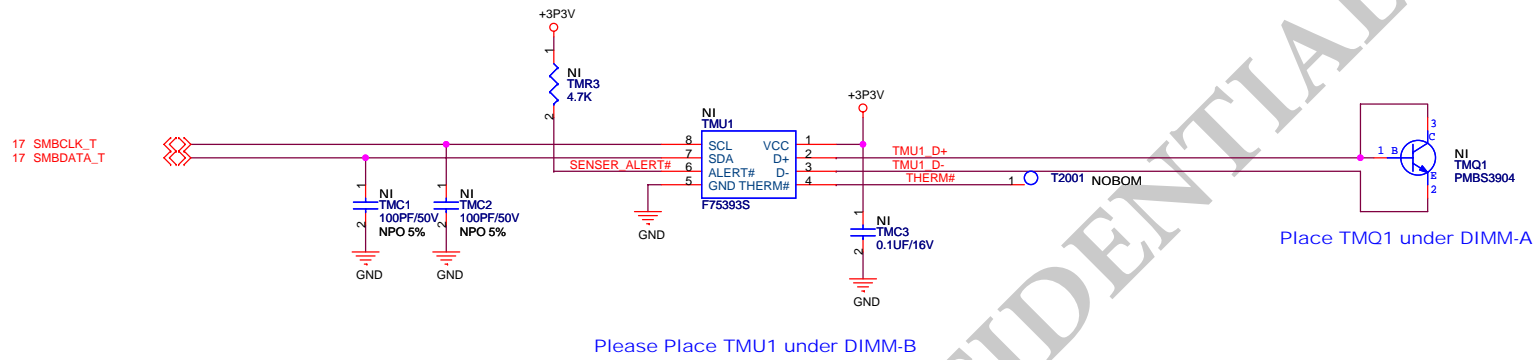 +3P3V
1
NI
TMR3
4.7K
2
+3P3V
NI
TMU1
17 SMBCLK_T
17 SMBDATA_T
8 SCL VCC 1
7 SDA D+ 2 TMU1_D+
SENSER_ALERT# 6 ALERT# D- 3 TMU1_D-
5 GND THERM# 4 THERM#
F75393S
1 T2001 NOBOM
3
C
1 B
E
2
NI
TMQ1
PMBS3904
1
NI
TMC1
100PF/50V
2
NPO 5%
GND
1
NI
TMC2
100PF/50V
2
NPO 5%
GND
GND
1
NI
TMC3
0.1UF/16V
2
GND
Place TMQ1 under DIMM-A
Please Place TMU1 under DIMM-B